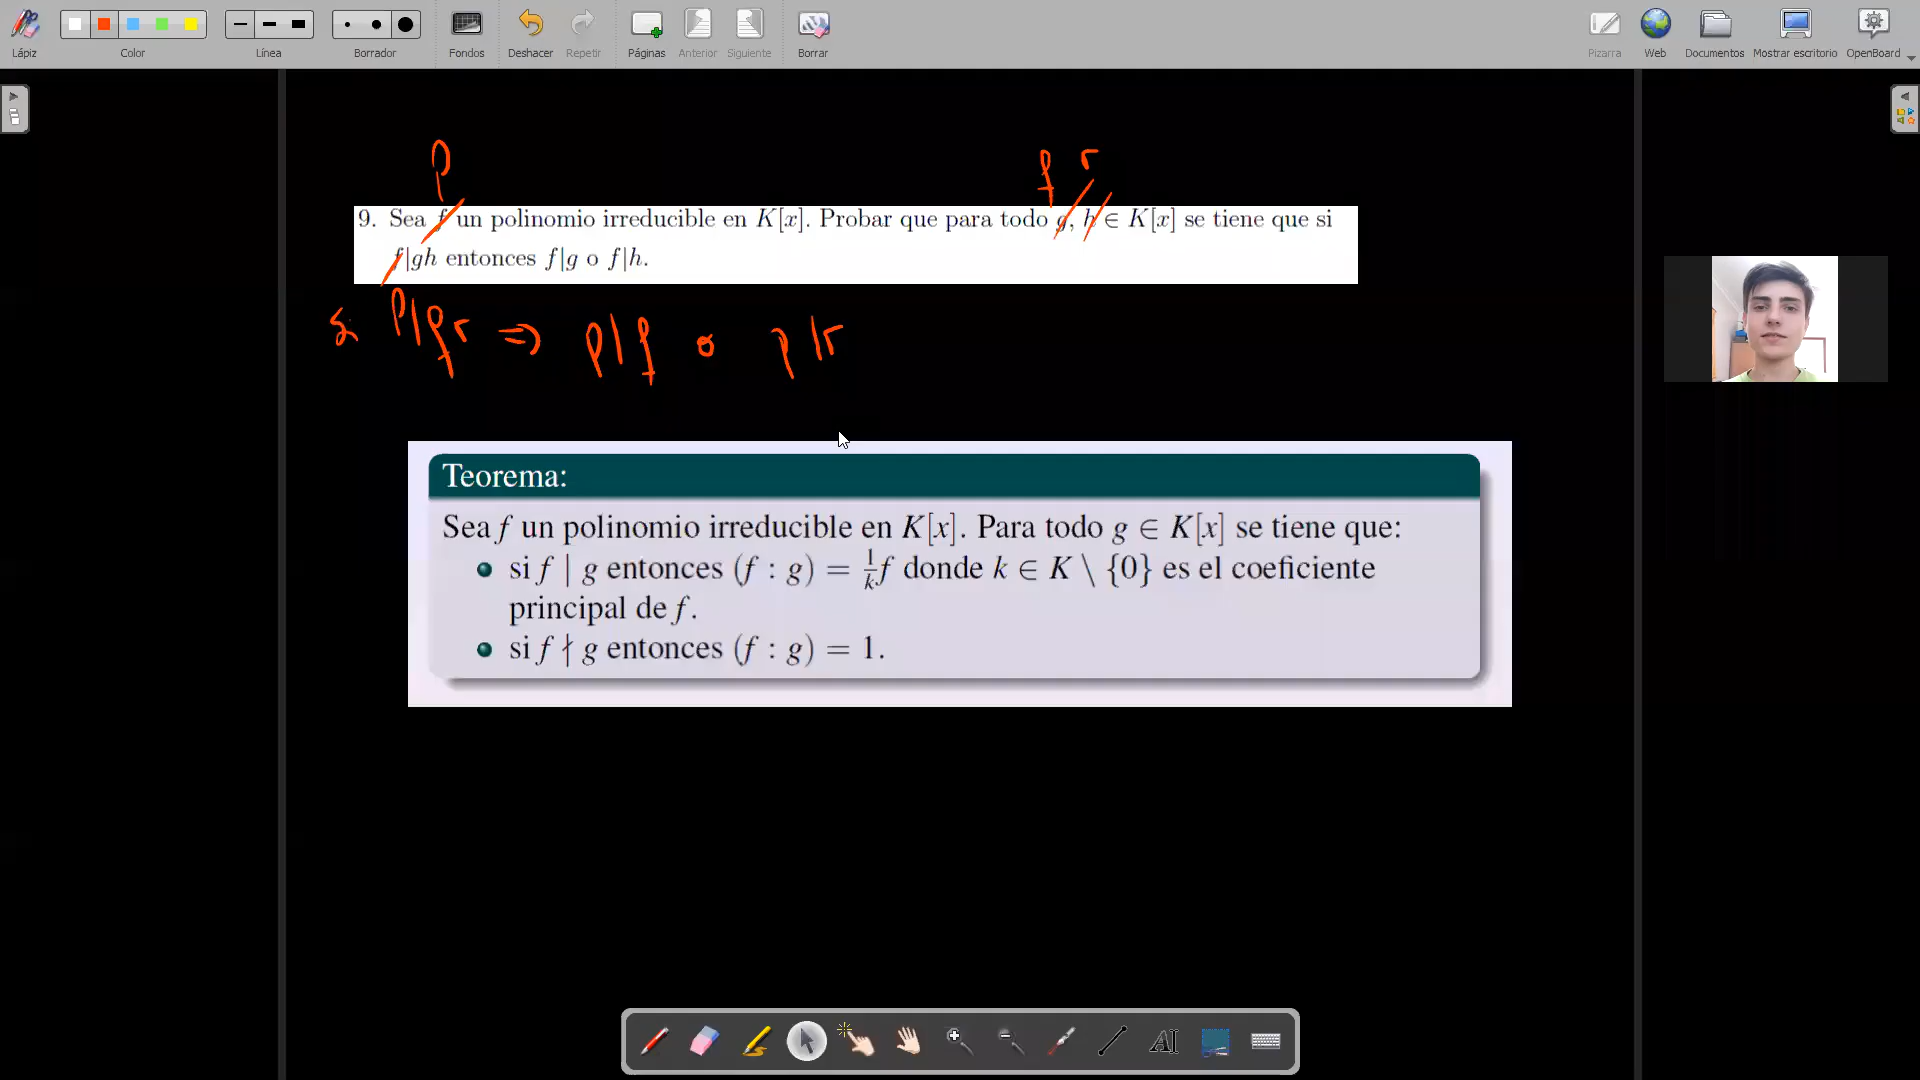 Lápiz Color Línea Borrador Fondos Deshacer Repetir Páginas Anterior Siguiente Borrar Pizarra Web Documentos Mostrar escritorio OpenBoard
p
f r
9. Sea f un polinomio irreducible en K[x]. Probar que para todo g, h ∈ K[x] se tiene que si
f|gh entonces f|g o f|h.
Si p|fr ⇒ p|f o p|r
Teorema:
Sea f un polinomio irreducible en K[x]. Para todo g ∈ K[x] se tiene que:
si f | g entonces (f : g) = 1/k f donde k ∈ K \ {0} es el coeficiente
principal de f.
si f ∤ g entonces (f : g) = 1.
AI